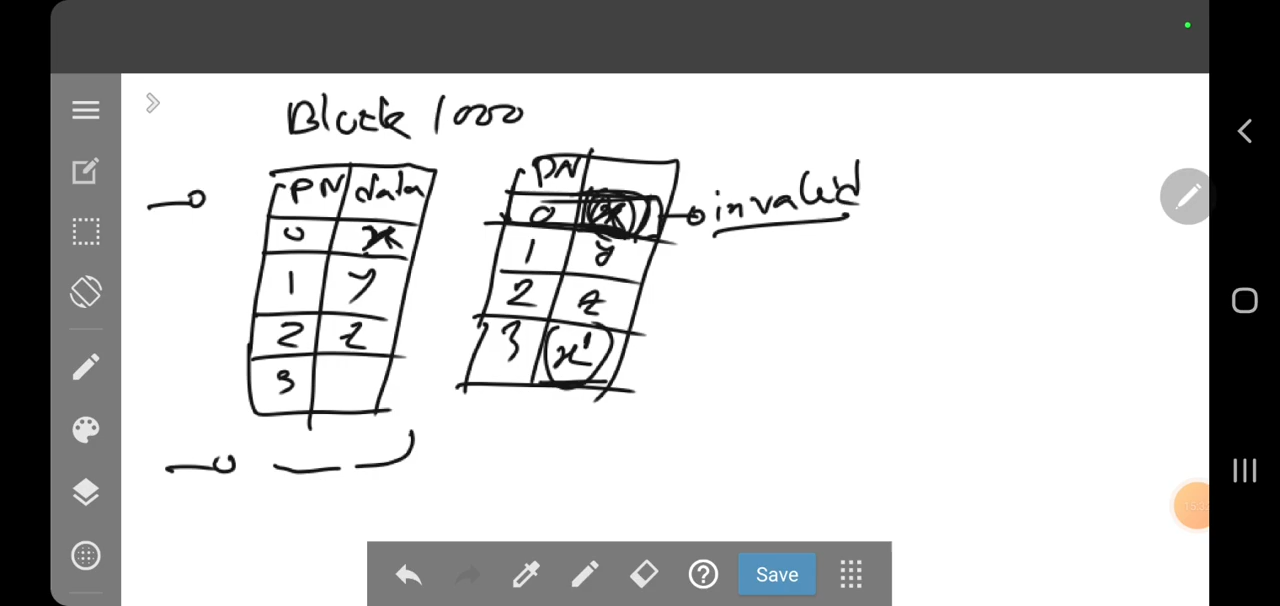 Block 1000
PN data
0 x
1 y
2 z
3
PN
0 x
1 y
2 z
3 x'
invalid
Save